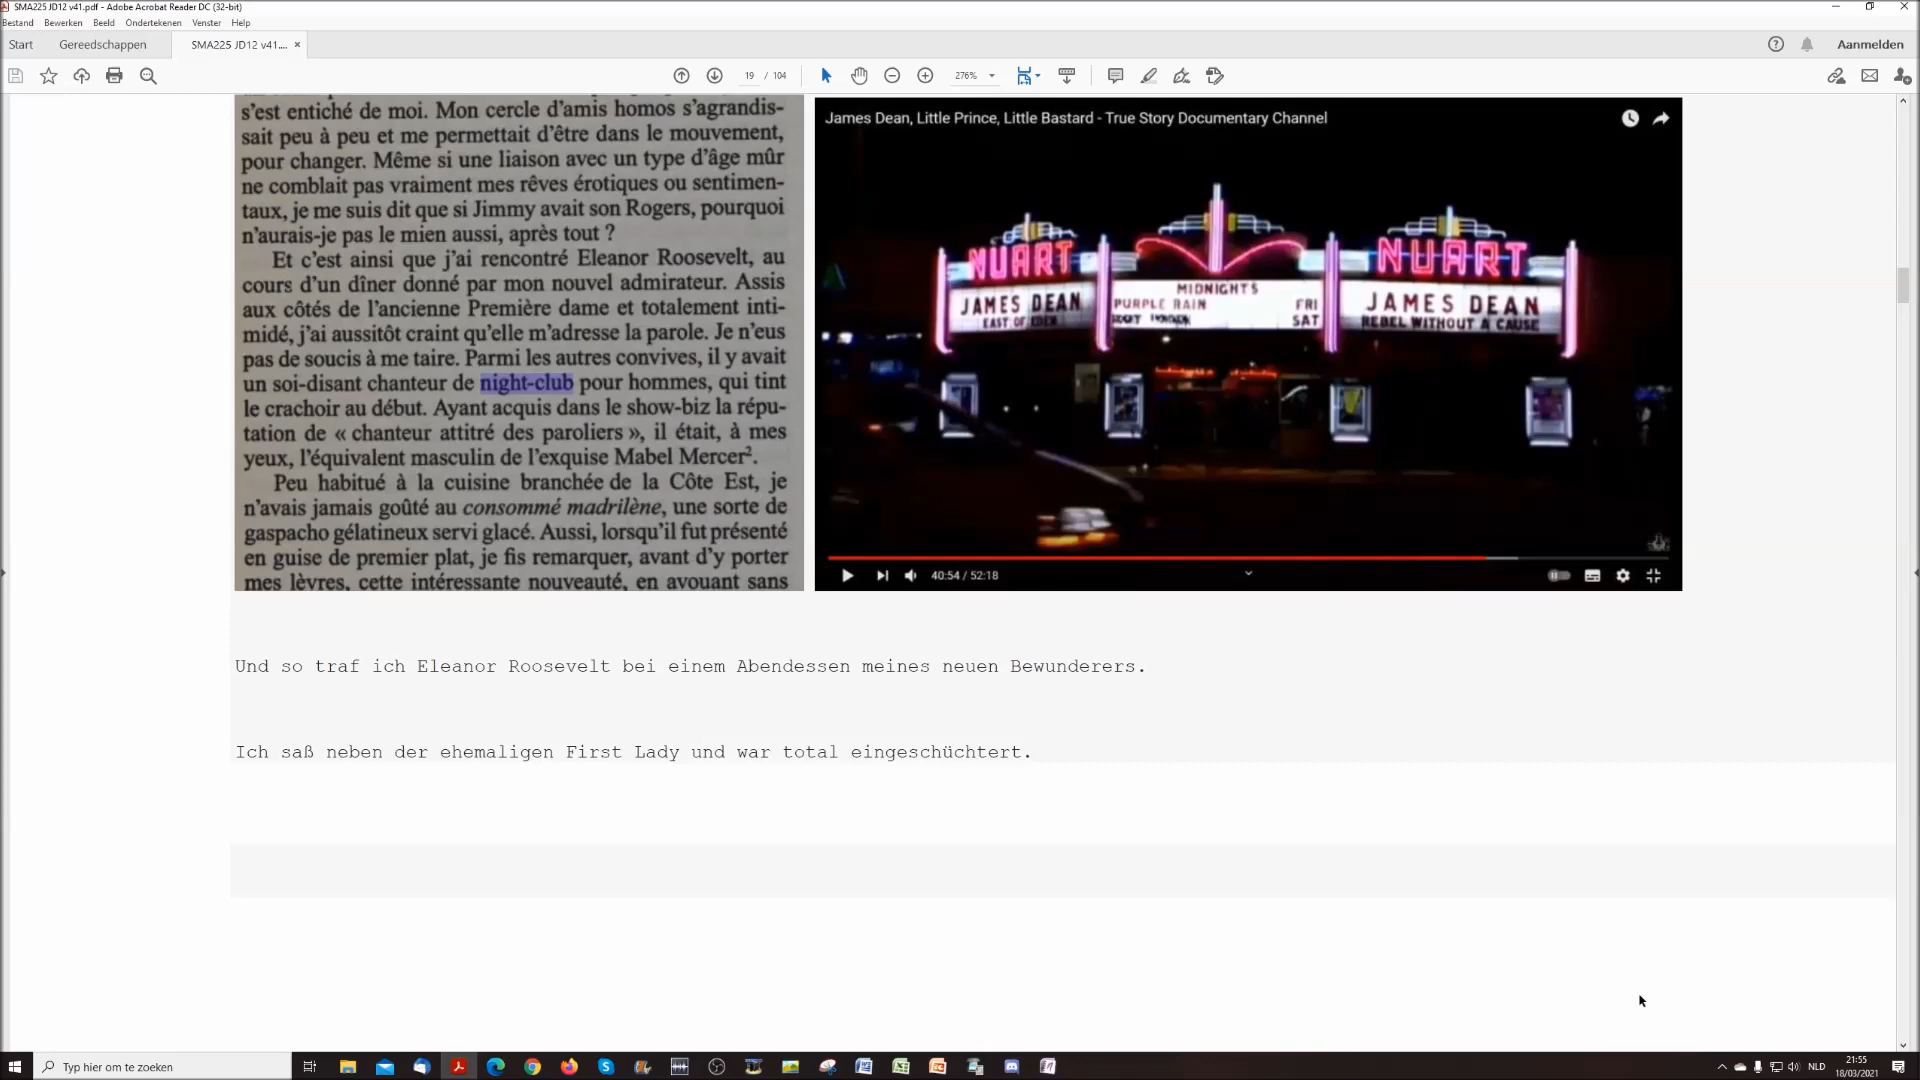 SMA225 JD12 v41.pdf - Adobe Acrobat Reader DC (32-bit)
Bestand Bewerken Beeld Ondertekenen Venster Help
Start Gereedschappen SMA225 JD12 v41.... × Aanmelden
19 / 104 276%
s'est entiché de moi. Mon cercle d'amis homos s'agrandis-
sait peu à peu et me permettait d'être dans le mouvement,
pour changer. Même si une liaison avec un type d'âge mûr
ne comblait pas vraiment mes rêves érotiques ou sentimen-
taux, je me suis dit que si Jimmy avait son Rogers, pourquoi
n'aurais-je pas le mien aussi, après tout ?
Et c'est ainsi que j'ai rencontré Eleanor Roosevelt, au
cours d'un dîner donné par mon nouvel admirateur. Assis
aux côtés de l'ancienne Première dame et totalement inti-
midé, j'ai aussitôt craint qu'elle m'adresse la parole. Je n'eus
pas de soucis à me taire. Parmi les autres convives, il y avait
un soi-disant chanteur de night-club pour hommes, qui tint
le crachoir au début. Ayant acquis dans le show-biz la répu-
tation de « chanteur attitré des paroliers », il était, à mes
yeux, l'équivalent masculin de l'exquise Mabel Mercer².
Peu habitué à la cuisine branchée de la Côte Est, je
n'avais jamais goûté au consommé madrilène, une sorte de
gaspacho gélatineux servi glacé. Aussi, lorsqu'il fut présenté
en guise de premier plat, je fis remarquer, avant d'y porter
mes lèvres, cette intéressante nouveauté, en avouant sans
James Dean, Little Prince, Little Bastard - True Story Documentary Channel
NUART NUART
JAMES DEAN
EAST OF EDEN
MIDNIGHTS
PURPLE RAIN FRI
SAT
JAMES DEAN
REBEL WITHOUT A CAUSE
40:54 / 52:18
Und so traf ich Eleanor Roosevelt bei einem Abendessen meines neuen Bewunderers.
Ich saß neben der ehemaligen First Lady und war total eingeschüchtert.
Typ hier om te zoeken
NLD
21:55
18/03/2021